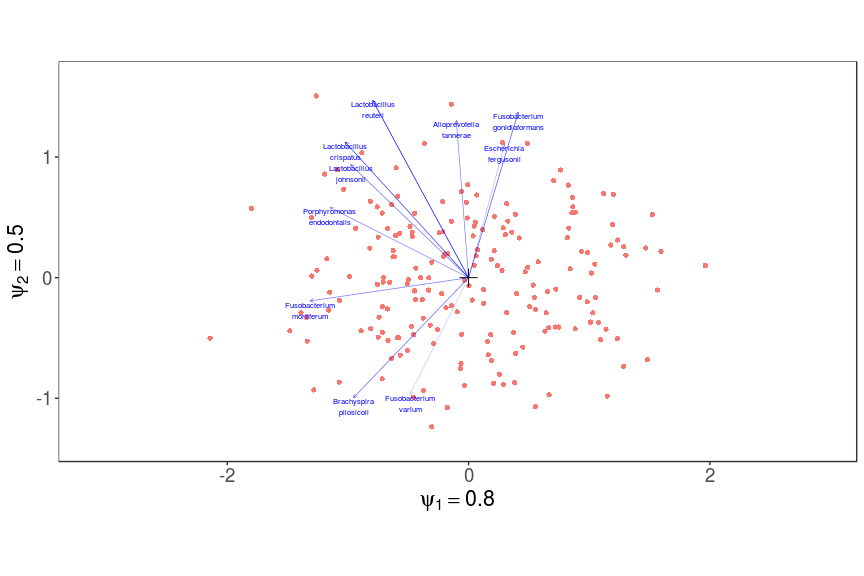 Lactobacillus
reuteri
Alloprevotella
tannerae
Fusobacterium
gonidiaformans
Escherichia
fergusonii
Lactobacillus
crispatus
Lactobacillus
johnsonii
Porphyromonas
endodontalis
Fusobacterium
mortiferum
Brachyspira
pilosicoli
Fusobacterium
varium
1
0
-1
-2
0
2
ψ1 = 0.8
ψ2 = 0.5